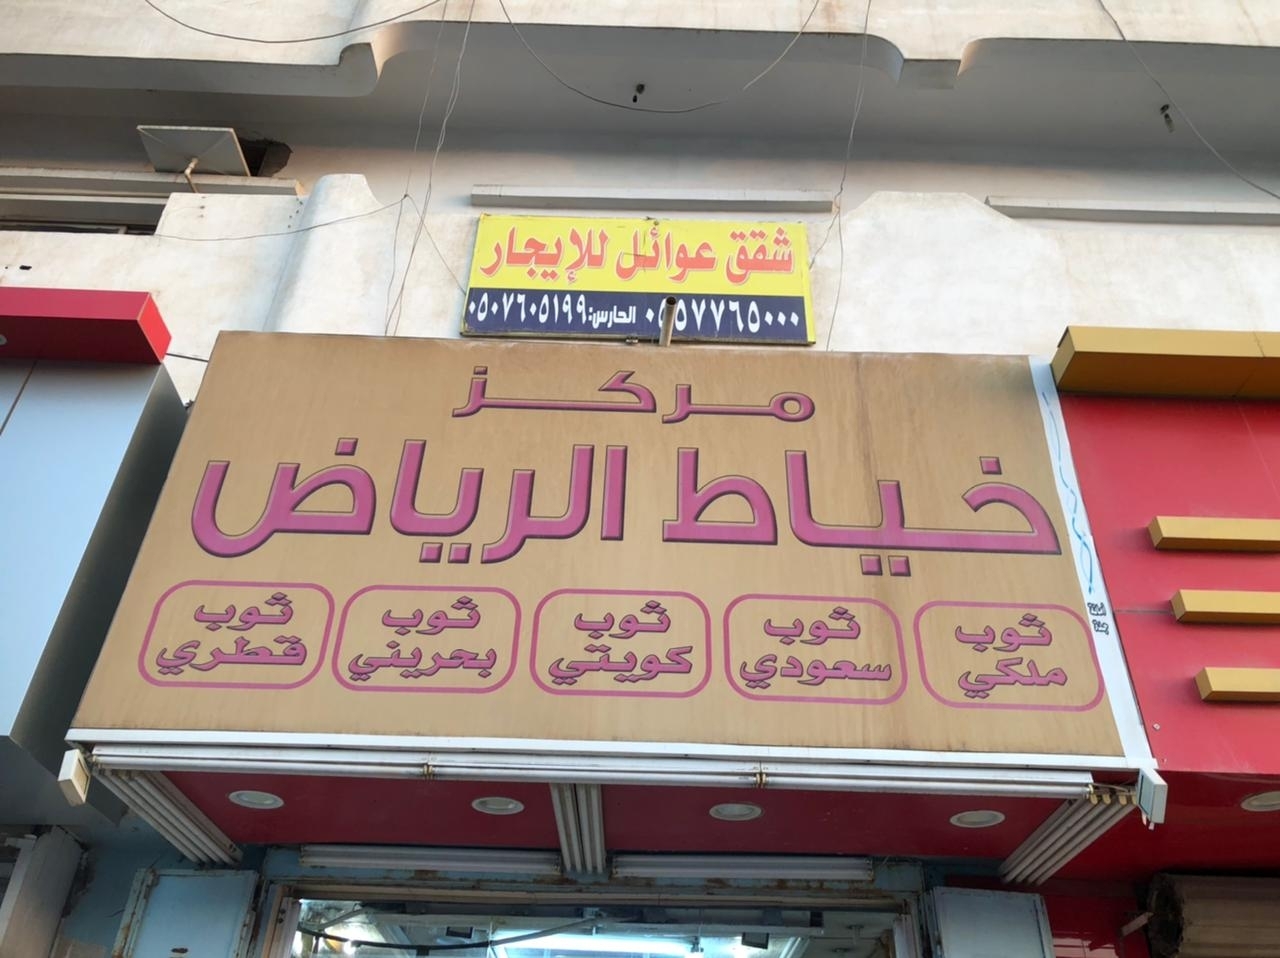 شقق عوائل للإيجار
٠٥٥٧٧٦٥٠٠٠ الحارس:٠٥٠٧٦٠٥١٩٩
مركز
خياط الرياض
ثوب
ملكي
ثوب
سعودي
ثوب
كويتي
ثوب
بحريني
ثوب
قطري